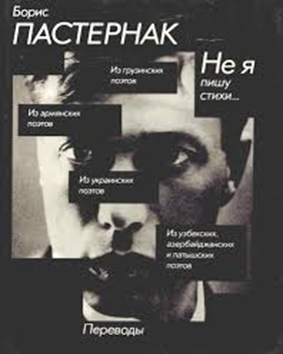 Борис
ПАСТЕРНАК
Не я
пишу
стихи...
Из грузинских
поэтов
Из армянских
поэтов
Из украинских
поэтов
Из узбекских,
азербайджанских
и латышских
поэтов
Переводы